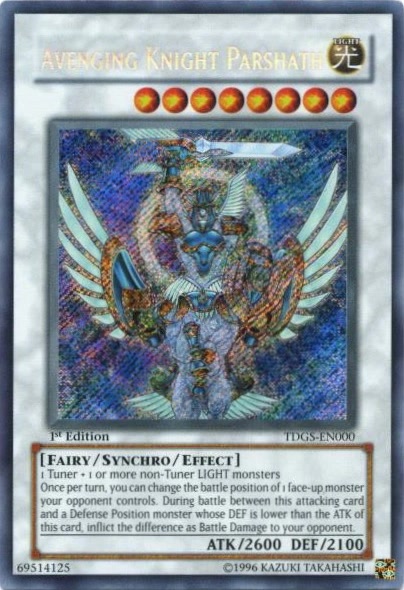 AVENGING KNIGHT PARSHATH
LIGHT
光
1st Edition
TDGS-EN000
[FAIRY/SYNCHRO/EFFECT]
1 Tuner + 1 or more non-Tuner LIGHT monsters
Once per turn, you can change the battle position of 1 face-up monster
your opponent controls. During battle between this attacking card
and a Defense Position monster whose DEF is lower than the ATK of
this card, inflict the difference as Battle Damage to your opponent.
ATK/2600 DEF/2100
69514125
©1996 KAZUKI TAKAHASHI